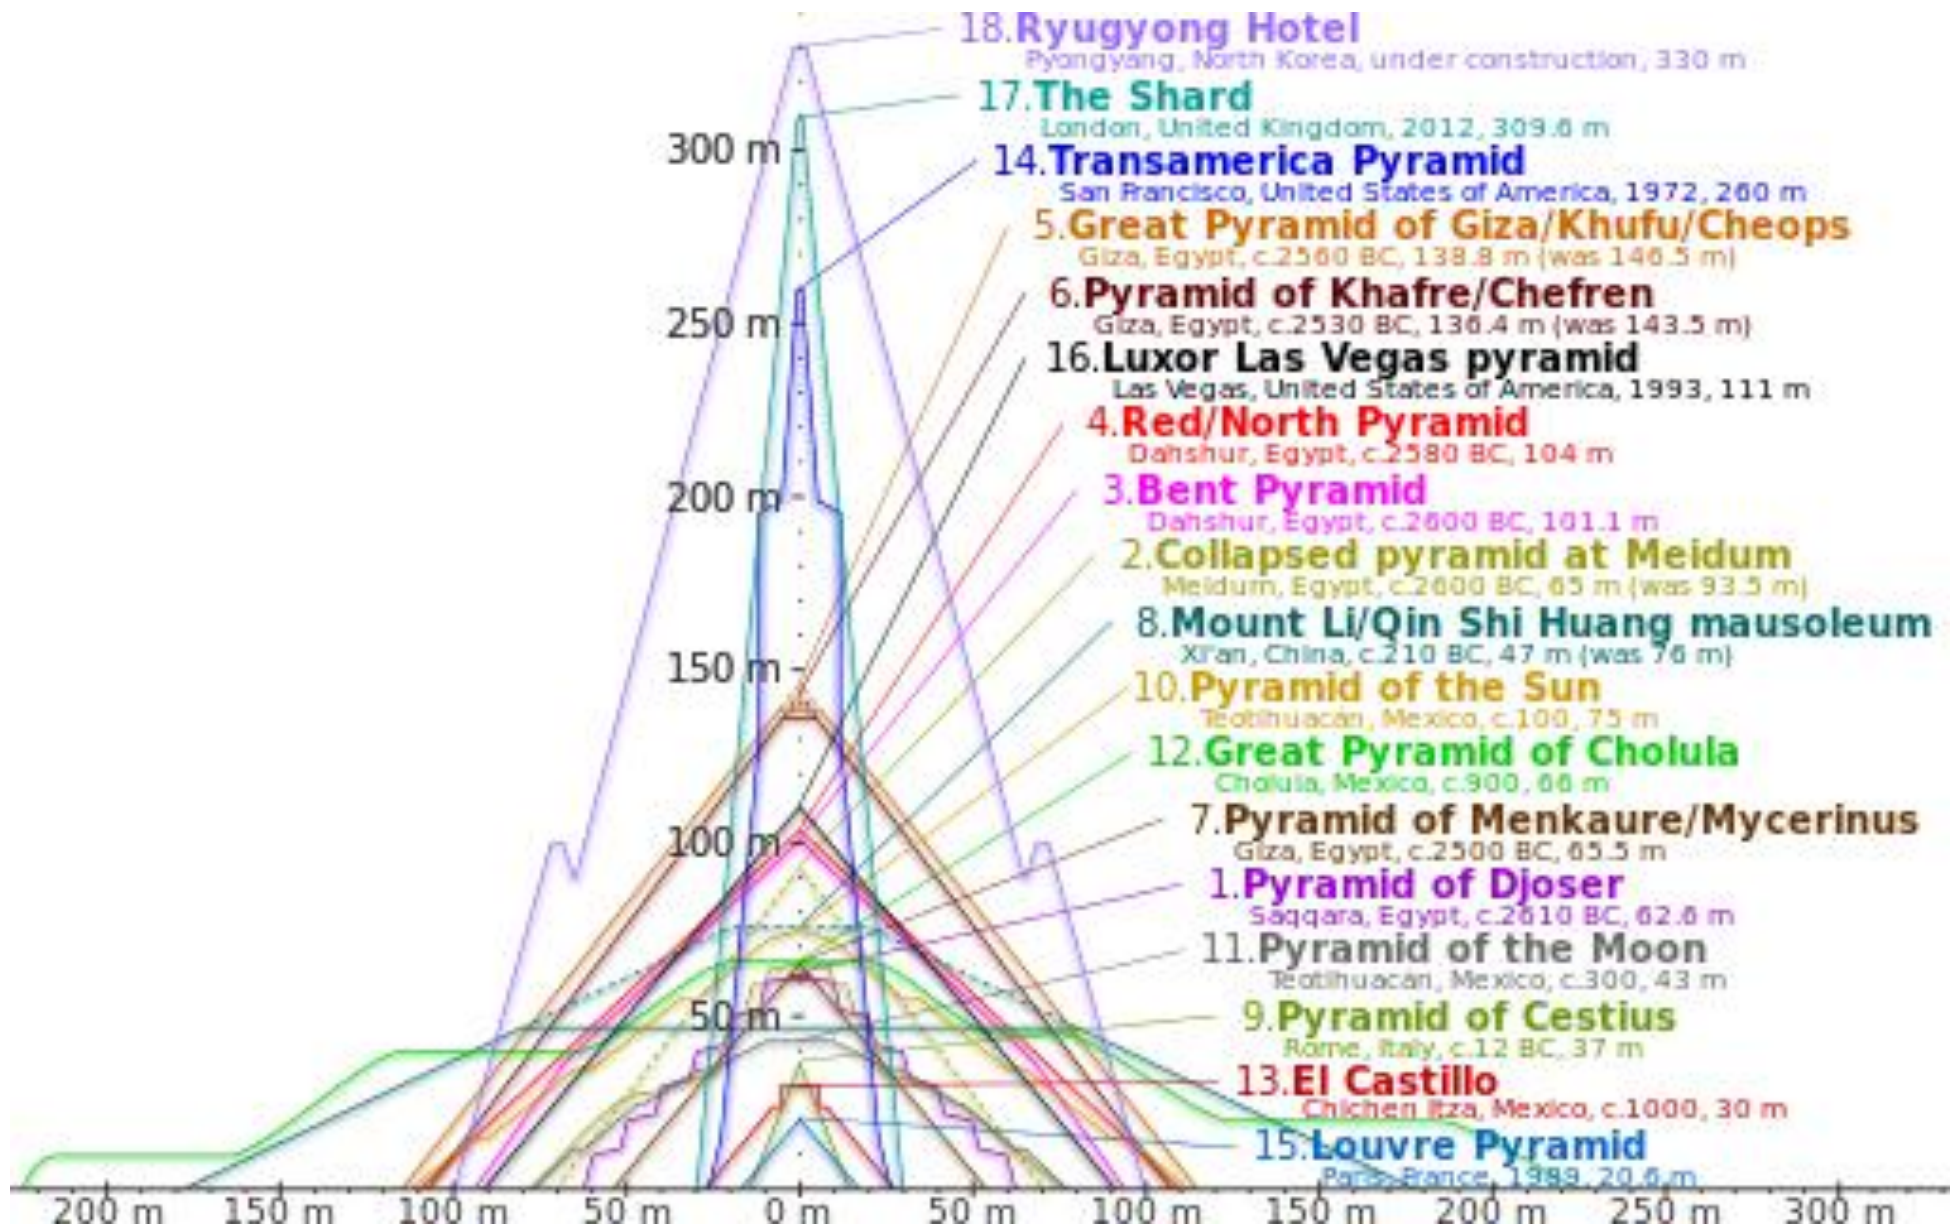 18.Ryugyong Hotel
Pyongyang, North Korea, under construction, 330 m
17.The Shard
London, United Kingdom, 2012, 309.6 m
300 m
14.Transamerica Pyramid
San Francisco, United States of America, 1972, 260 m
5.Great Pyramid of Giza/Khufu/Cheops
Giza, Egypt, c.2560 BC, 138.8 m (was 146.5 m)
6.Pyramid of Khafre/Chefren
Giza, Egypt, c.2530 BC, 136.4 m (was 143.5 m)
250 m
16.Luxor Las Vegas pyramid
Las Vegas, United States of America, 1993, 111 m
4.Red/North Pyramid
Dahshur, Egypt, c.2580 BC, 104 m
3.Bent Pyramid
Dahshur, Egypt, c.2600 BC, 101.1 m
200 m
2.Collapsed pyramid at Meidum
Meidum, Egypt, c.2600 BC, 65 m (was 93.5 m)
8.Mount Li/Qin Shi Huang mausoleum
Xi'an, China, c.210 BC, 47 m (was 76 m)
150 m
10.Pyramid of the Sun
Teotihuacán, Mexico, c.100, 75 m
12.Great Pyramid of Cholula
Cholula, Mexico, c.900, 66 m
7.Pyramid of Menkaure/Mycerinus
Giza, Egypt, c.2500 BC, 65.5 m
100 m
1.Pyramid of Djoser
Saqqara, Egypt, c.2610 BC, 62.6 m
11.Pyramid of the Moon
Teotihuacán, Mexico, c.300, 43 m
50 m
9.Pyramid of Cestius
Rome, Italy, c.12 BC, 37 m
13.El Castillo
Chichen Itza, Mexico, c.1000, 30 m
15.Louvre Pyramid
Paris, France, 1989, 20.6 m
200 m 150 m 100 m 50 m 0 m 50 m 100 m 150 m 200 m 250 m 300 m